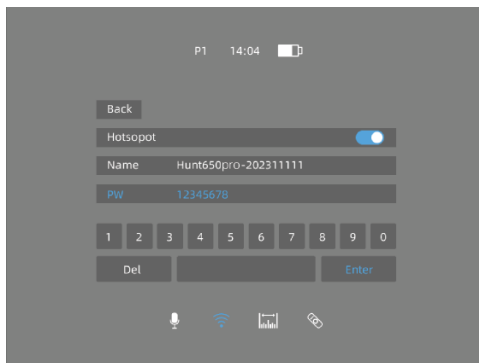 P1 14:04
Back
Hotsopot
Name Hunt650pro-202311111
PW 12345678
1 2 3 4 5 6 7 8 9 0
Del Enter